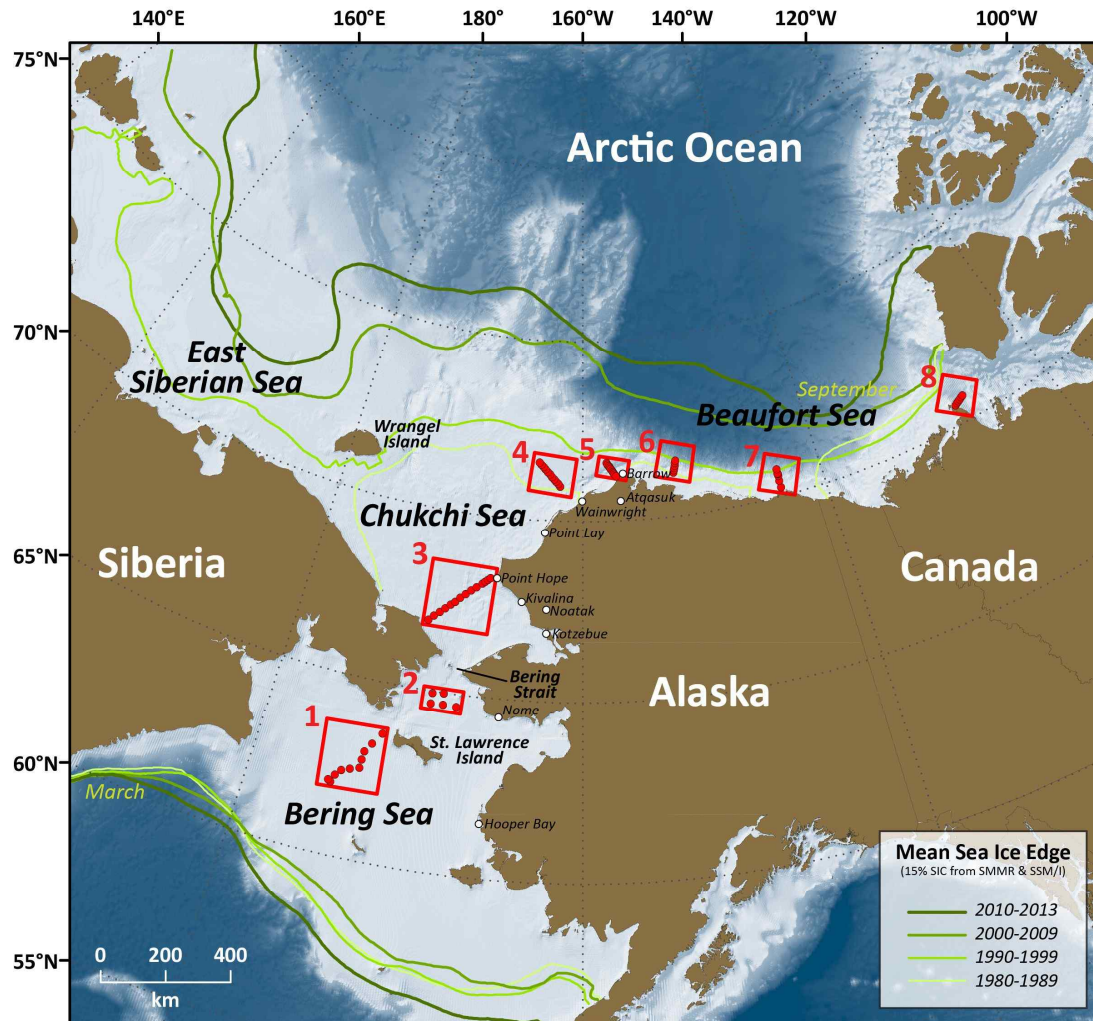 140°E
160°E
180°E
160°W
140°W
120°W
100°W
75°N
70°N
65°N
60°N
55°N
Arctic Ocean
East
Siberian Sea
September
Beaufort Sea
8
Wrangel
Island
4
5
6
7
Barrow
Atqasuk
Wainwright
Chukchi Sea
Point Lay
Siberia
3
Point Hope
Canada
Kivalina
Noatak
Kotzebue
Bering
Strait
2
Alaska
Nome
1
St. Lawrence
Island
March
Bering Sea
Hooper Bay
0 200 400
km
Mean Sea Ice Edge
(15% SIC from SMMR & SSM/I)
2010-2013
2000-2009
1990-1999
1980-1989